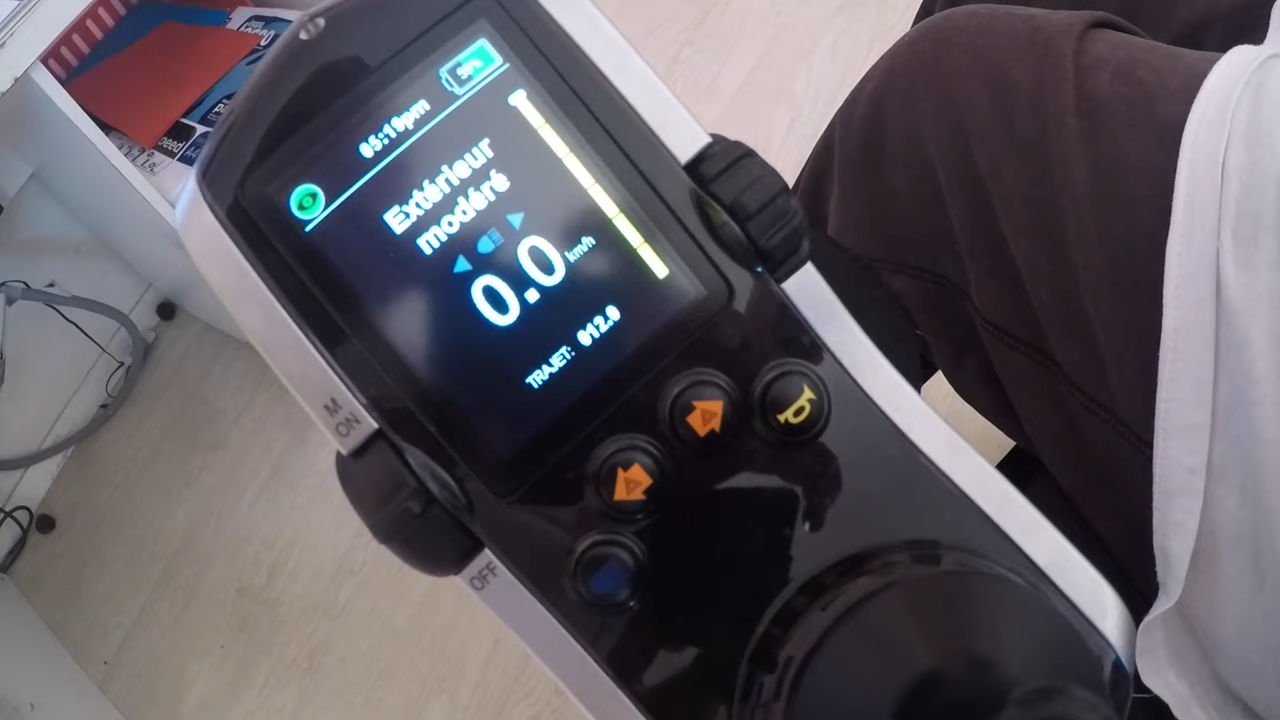 05:19pm
Extérieur
modéré
0.0 km/h
TRAJET: 012.0
M
ON
OFF